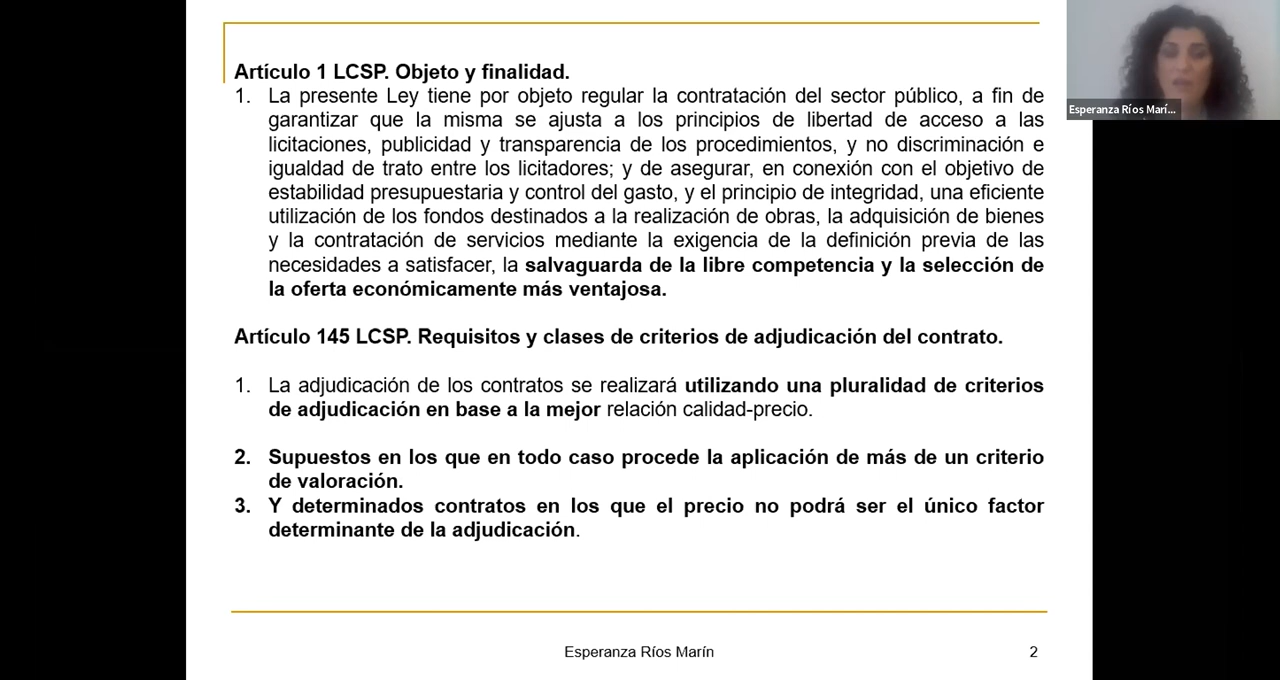 Artículo 1 LCSP. Objeto y finalidad.
1. La presente Ley tiene por objeto regular la contratación del sector público, a fin de
garantizar que la misma se ajusta a los principios de libertad de acceso a las
licitaciones, publicidad y transparencia de los procedimientos, y no discriminación e
igualdad de trato entre los licitadores; y de asegurar, en conexión con el objetivo de
estabilidad presupuestaria y control del gasto, y el principio de integridad, una eficiente
utilización de los fondos destinados a la realización de obras, la adquisición de bienes
y la contratación de servicios mediante la exigencia de la definición previa de las
necesidades a satisfacer, la salvaguarda de la libre competencia y la selección de
la oferta económicamente más ventajosa.
Artículo 145 LCSP. Requisitos y clases de criterios de adjudicación del contrato.
1. La adjudicación de los contratos se realizará utilizando una pluralidad de criterios
de adjudicación en base a la mejor relación calidad-precio.
2. Supuestos en los que en todo caso procede la aplicación de más de un criterio
de valoración.
3. Y determinados contratos en los que el precio no podrá ser el único factor
determinante de la adjudicación.
Esperanza Ríos Marín
2
Esperanza Ríos Marí...